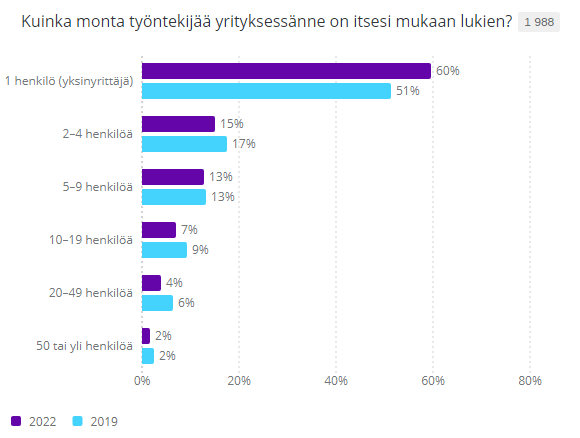 Kuinka monta työntekijää yrityksessänne on itsesi mukaan lukien? 1 988
1 henkilö (yksinyrittäjä) 60%
51%
2–4 henkilöä 15%
17%
5–9 henkilöä 13%
13%
10–19 henkilöä 7%
9%
20–49 henkilöä 4%
6%
50 tai yli henkilöä 2%
2%
0% 20% 40% 60% 80%
2022 2019